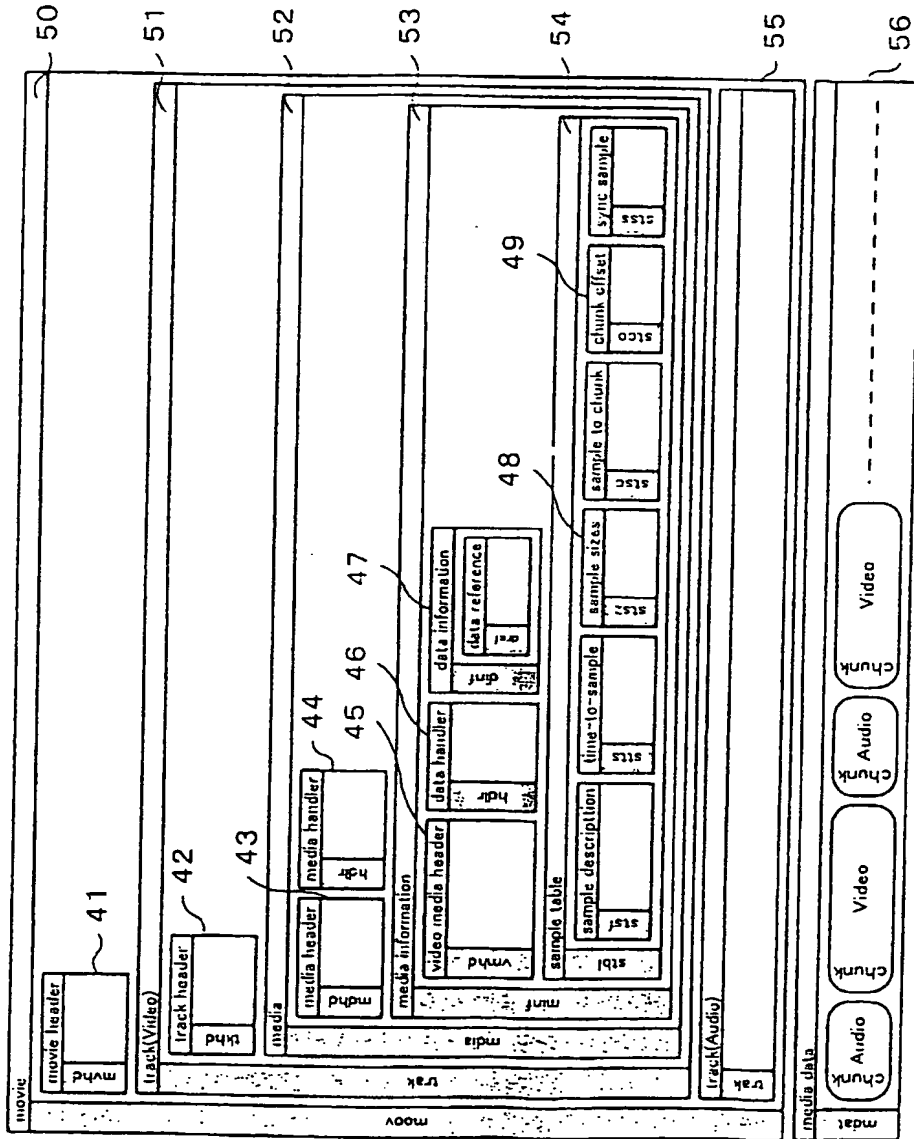 movie
50
movie header
mvhd
41
track(Video)
51
track header
tkhd
42
media
52
media header
mdhd
43
media handler
hdlr
44
media information
53
video media header
vmhd
45
data handler
hdlr
46
data information
dinf
47
data reference
dref
sample table
54
sample descripttion
stsf
time-to-sample
stts
sample sizes
stsz
48
sample to chunk
stsc
chunk offset
stco
49
sync sample
stss
stbl
minf
mdia
trak
track(Audio)
55
trak
moov
media data
56
mdat
Audio
chunk
Video
chunk
Audio
chunk
Video
chunk